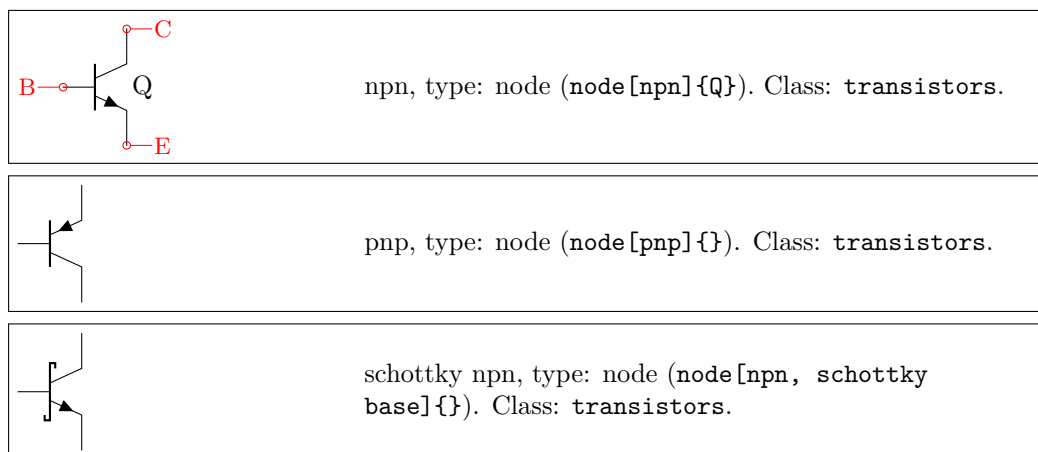 C
B
Q
E
npn, type: node (node[npn]{Q}). Class: transistors.
pnp, type: node (node[pnp]{}). Class: transistors.
schottky npn, type: node (node[npn, schottky
base]{}). Class: transistors.